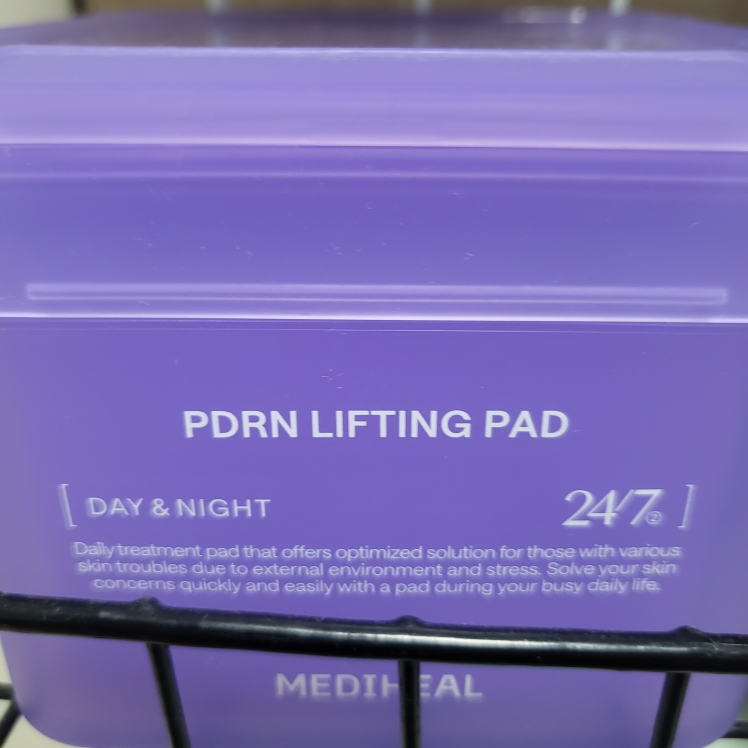 PDRN LIFTING PAD
[ DAY & NIGHT 24/7② ]
Daily treatment pad that offers optimized solution for those with various
skin troubles due to external environment and stress. Solve your skin
concerns quickly and easily with a pad during your busy daily life.
MEDIHEAL